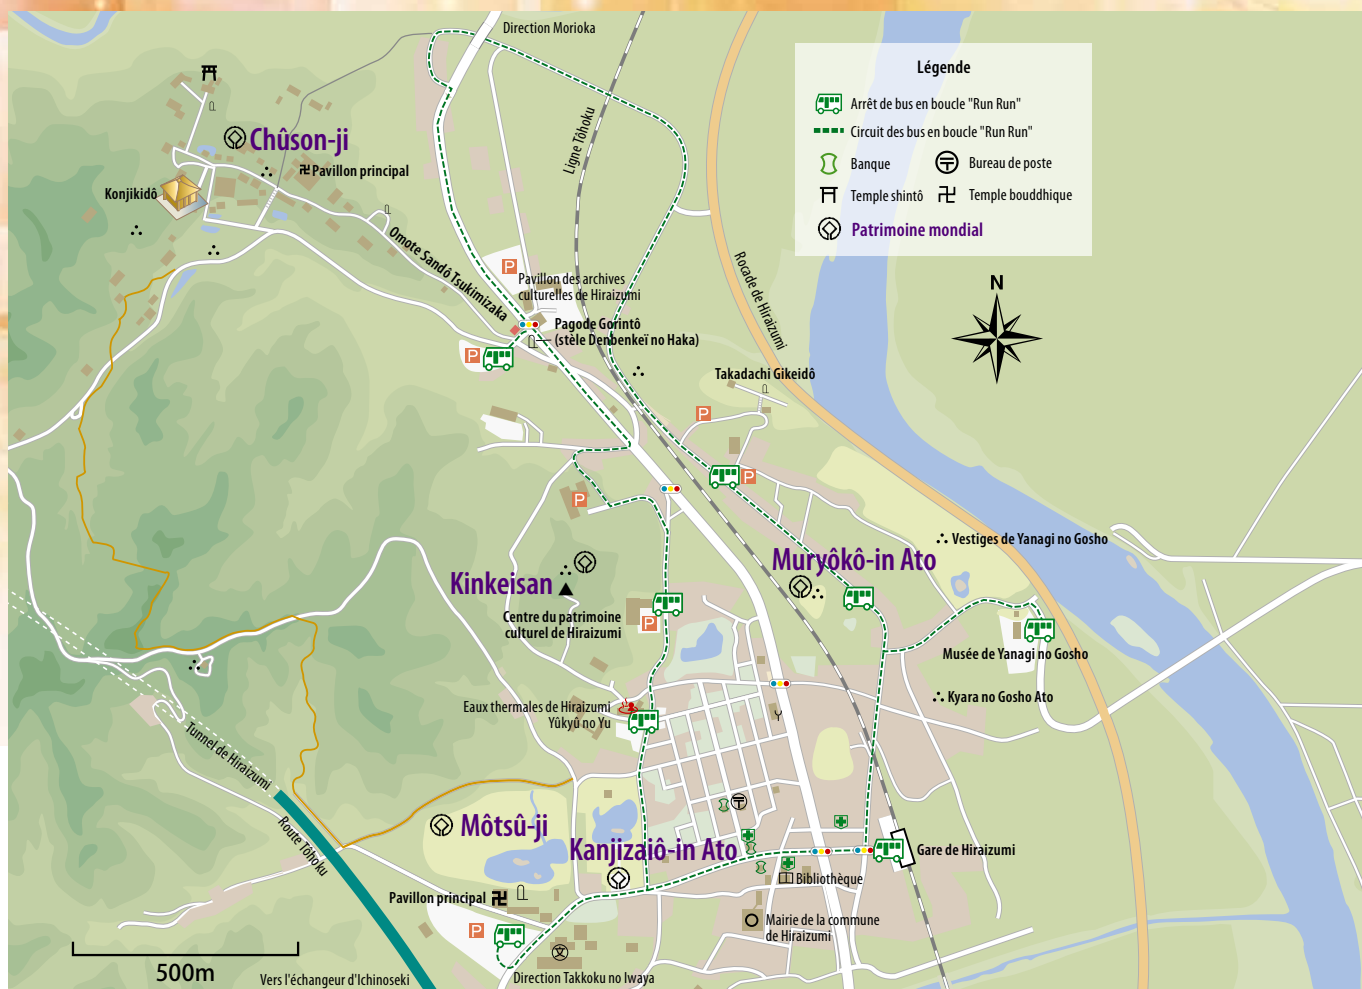 Direction Morioka
Légende
Arrêt de bus en boucle "Run Run"
Circuit des bus en boucle "Run Run"
Banque
Bureau de poste
Temple shintô
Temple bouddhique
Patrimoine mondial
N
Ligne Tôhoku
Chûson-ji
Pavillon principal
Konjikidô
Omote Sandô Tsukimizaka
P
Pavillon des archives
culturelles de Hiraizumi
Rocade de Hiraizumi
Pagode Gorintô
(stèle Denbenkeï no Haka)
P
Takadachi Gikeidô
P
P
P
Vestiges de Yanagi no Gosho
Muryôkô-in Ato
Kinkeisan
Centre du patrimoine
culturel de Hiraizumi
P
Musée de Yanagi no Gosho
Kyara no Gosho Ato
Eaux thermales de Hiraizumi
Yûkyû no Yu
Tunnel de Hiraizumi
Route Tôhoku
Môtsû-ji
Kanjizaiô-in Ato
Gare de Hiraizumi
Bibliothèque
Pavillon principal
Mairie de la commune
de Hiraizumi
P
文
500m
Vers l'échangeur d'Ichinoseki
Direction Takkoku no Iwaya